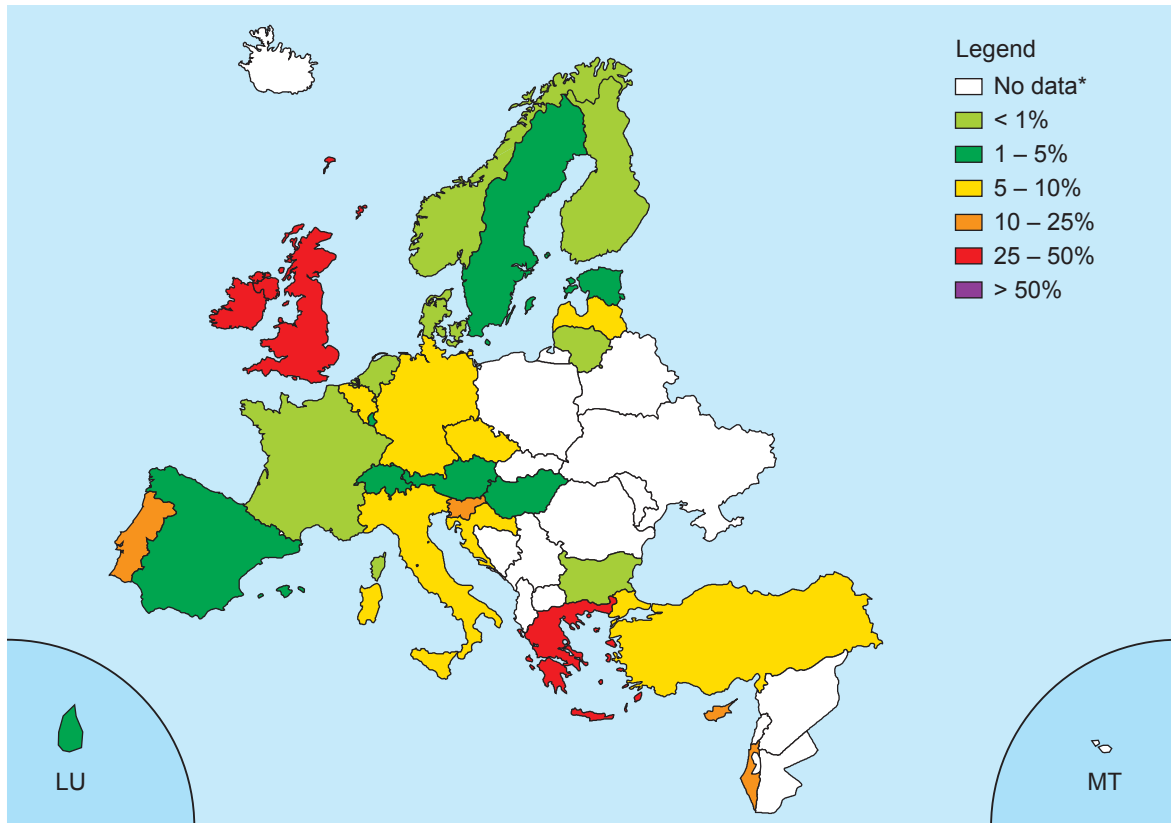 Legend
No data*
< 1%
1 – 5%
5 – 10%
10 – 25%
25 – 50%
> 50%
LU
MT